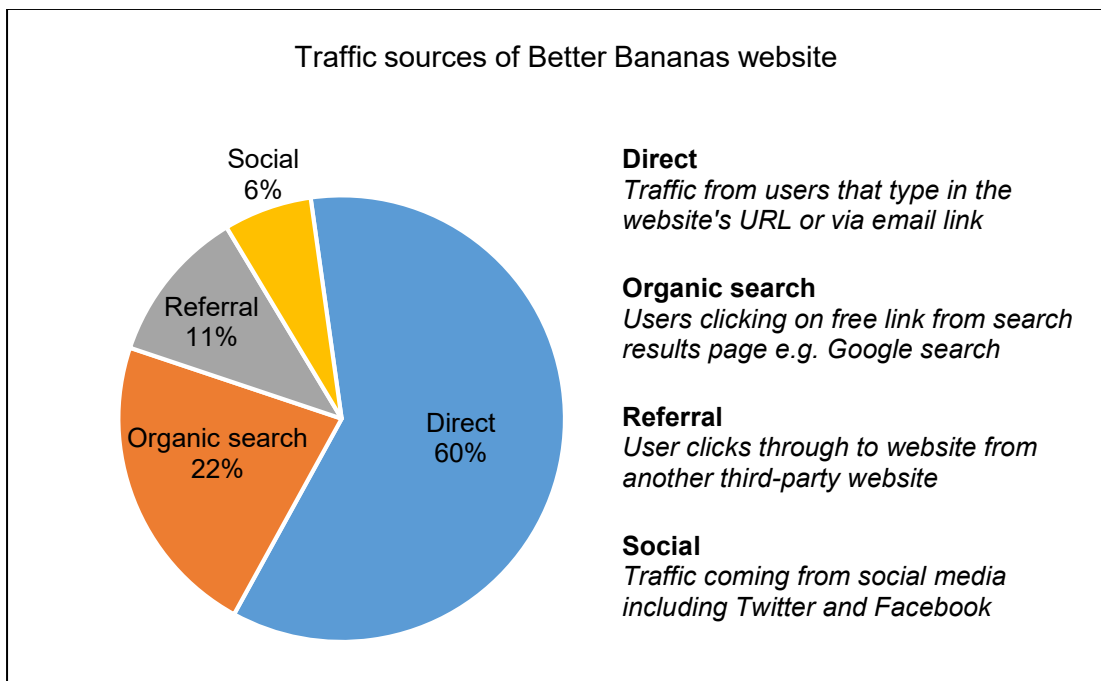 Traffic sources of Better Bananas website
Social
6%
Referral
11%
Organic search
22%
Direct
60%
Direct
Traffic from users that type in the
website's URL or via email link
Organic search
Users clicking on free link from search
results page e.g. Google search
Referral
User clicks through to website from
another third-party website
Social
Traffic coming from social media
including Twitter and Facebook